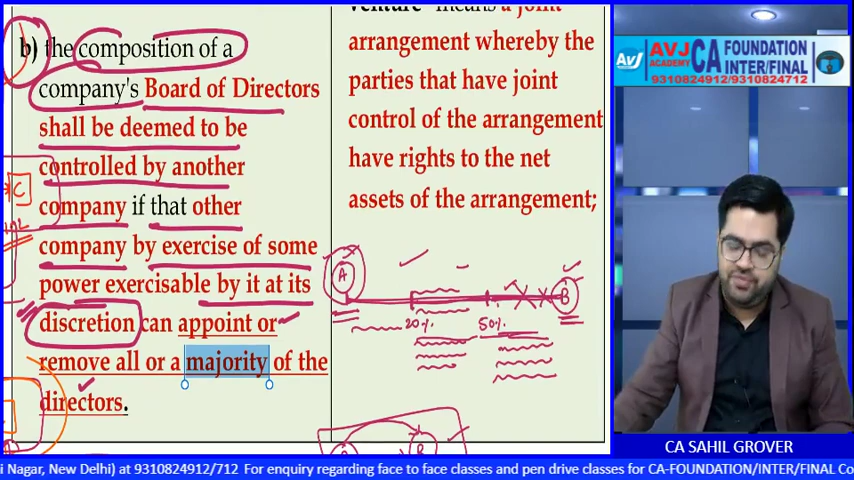 b) the composition of a
company's Board of Directors
shall be deemed to be
controlled by another
company if that other
company by exercise of some
power exercisable by it at its
discretion can appoint or
remove all or a majority of the
directors.
venture" means a joint
arrangement whereby the
parties that have joint
control of the arrangement
have rights to the net
assets of the arrangement;
A
B
20%
50%
C
AVJ
AVJ
ACADEMY
CA
FOUNDATION
INTER/FINAL
9310824912/9310824712
CA SAHIL GROVER
i Nagar, New Delhi) at 9310824912/712 For enquiry regarding face to face classes and pen drive classes for CA-FOUNDATION/INTER/FINAL Co